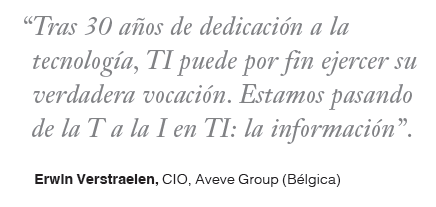 “Tras 30 años de dedicación a la
tecnología, TI puede por fin ejercer su
verdadera vocación. Estamos pasando
de la T a la I en TI: la información”.
Erwin Verstraelen, CIO, Aveve Group (Bélgica)